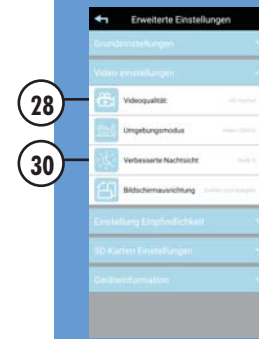 Erweiterte Einstellungen
Grundeinstellungen
Video einstellungen
28
Videoqualität
Umgebungsmodus
30
Verbesserte Nachtsicht
Bildschirmausrichtung
Einstellung Empfindlichkeit
SD-Karten Einstellungen
Geräteinformation